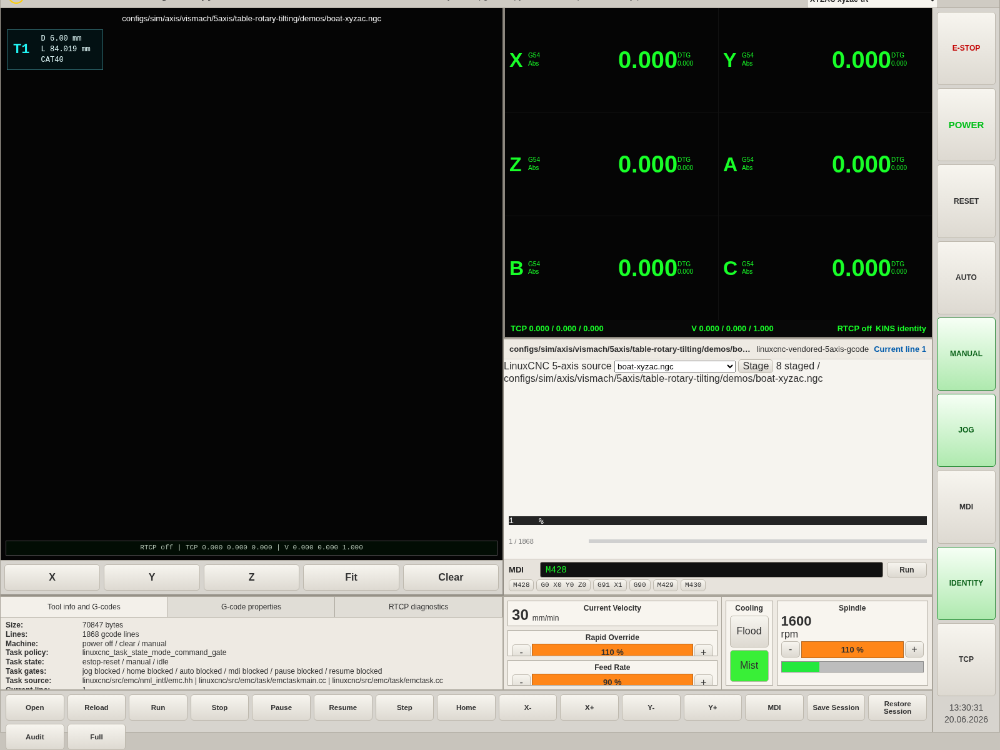 configs/sim/axis/vismach/5axis/table-rotary-tilting/demos/boat-xyzac.ngc
T1
D 6.00 mm
L 84.019 mm
CAT40
X G54 Abs 0.000 DTG 0.000
Y G54 Abs 0.000 DTG 0.000
Z G54 Abs 0.000 DTG 0.000
A G54 Abs 0.000 DTG 0.000
B G54 Abs 0.000 DTG 0.000
C G54 Abs 0.000 DTG 0.000
TCP 0.000 / 0.000 / 0.000 V 0.000 / 0.000 / 1.000 RTCP off KINS identity
configs/sim/axis/vismach/5axis/table-rotary-tilting/demos/bo… linuxcnc-vendored-5axis-gcode Current line 1
LinuxCNC 5-axis source boat-xyzac.ngc Stage 8 staged /
configs/sim/axis/vismach/5axis/table-rotary-tilting/demos/boat-xyzac.ngc
1 %
1 / 1868
MDI M428 Run
M428 G0 X0 Y0 Z0 G91 X1 G90 M429 M430
RTCP off | TCP 0.000 0.000 0.000 | V 0.000 0.000 1.000
X Y Z Fit Clear
Tool info and G-codes G-code properties RTCP diagnostics
Size: 70847 bytes
Lines: 1868 gcode lines
Machine: power off / clear / manual
Task policy: linuxcnc_task_state_mode_command_gate
Task state: estop-reset / manual / idle
Task gates: jog blocked / home blocked / auto blocked / mdi blocked / pause blocked / resume blocked
Task source: linuxcnc/src/emc/nml_intf/emc.hh | linuxcnc/src/emc/task/emctaskmain.cc | linuxcnc/src/emc/task/emctask.cc
Current line: 1
Current Velocity
30 mm/min
Rapid Override
- 110 % +
Feed Rate
- 90 % +
Cooling
Flood
Mist
Spindle
1600
rpm
- 110 % +
Open Reload Run Stop Pause Resume Step Home X- X+ Y- Y+ MDI Save Session Restore Session
Audit Full
E-STOP
POWER
RESET
AUTO
MANUAL
JOG
MDI
IDENTITY
TCP
13:30:31
20.06.2026